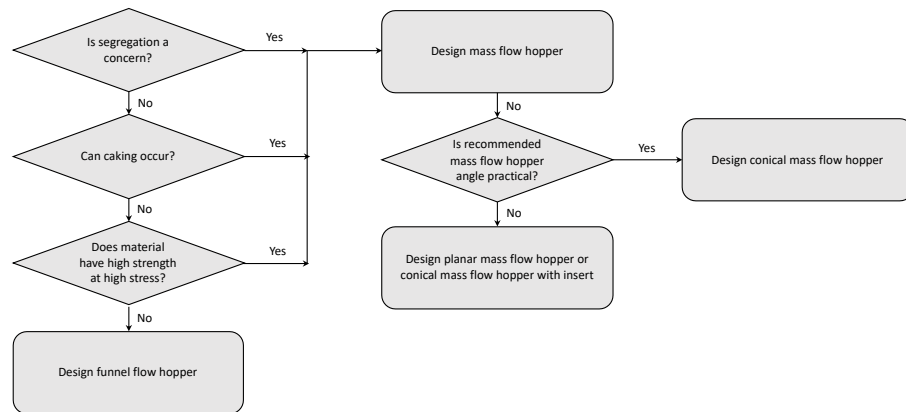 Is segregation a
concern?
Yes
Design mass flow hopper
No
No
Can caking occur?
Yes
Is recommended
mass flow hopper
angle practical?
Yes
Design conical mass flow hopper
No
No
Does material
have high strength
at high stress?
Yes
Design planar mass flow hopper or
conical mass flow hopper with insert
No
Design funnel flow hopper